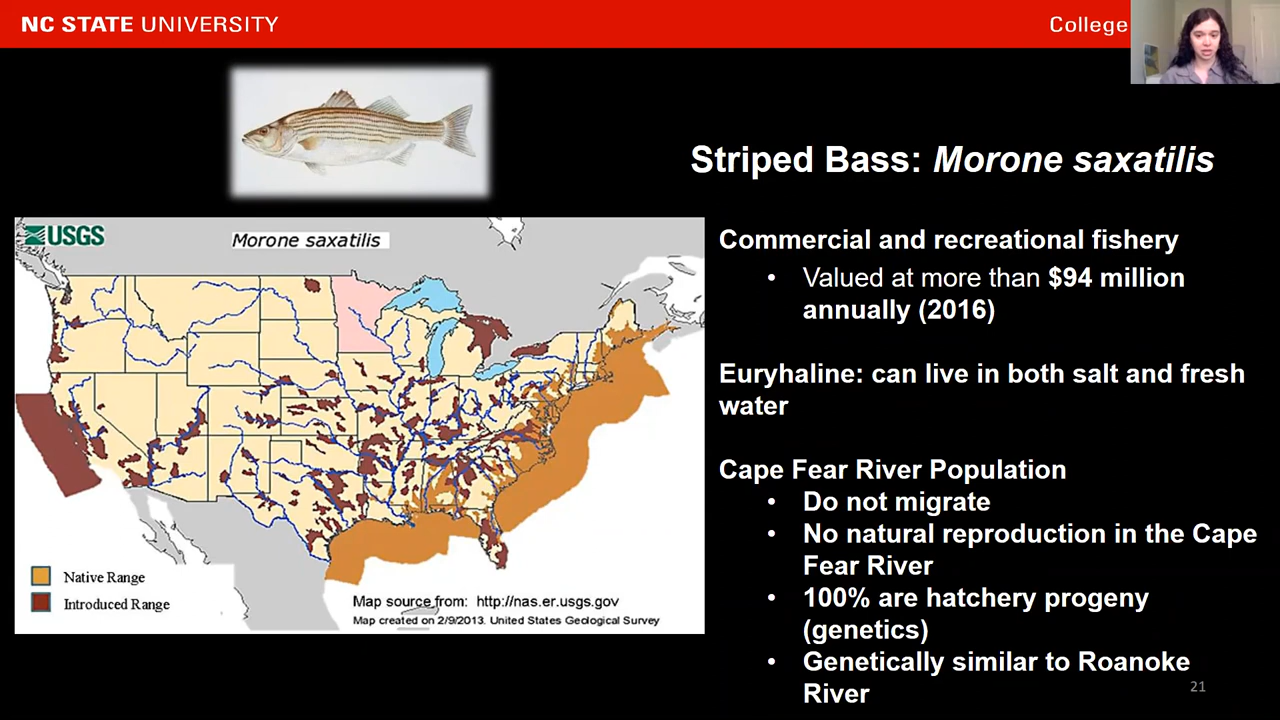 NC STATE UNIVERSITY
College
Striped Bass: Morone saxatilis
USGS
Morone saxatilis
Native Range
Introduced Range
Map source from: http://nas.er.usgs.gov
Map created on 2/9/2013. United States Geological Survey
Commercial and recreational fishery
• Valued at more than $94 million
annually (2016)
Euryhaline: can live in both salt and fresh
water
Cape Fear River Population
• Do not migrate
• No natural reproduction in the Cape
Fear River
• 100% are hatchery progeny
(genetics)
• Genetically similar to Roanoke
River
21